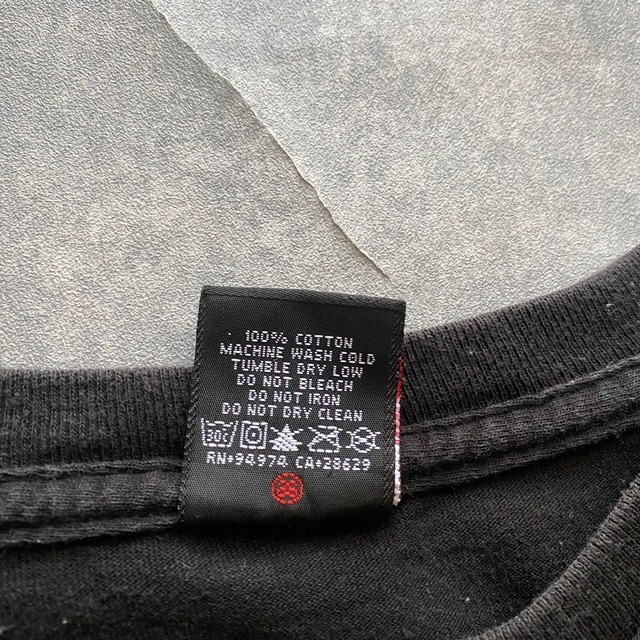 100% COTTON
MACHINE WASH COLD
TUMBLE DRY LOW
DO NOT BLEACH
DO NOT IRON
DO NOT DRY CLEAN
30c
RN•94974 CA•28629